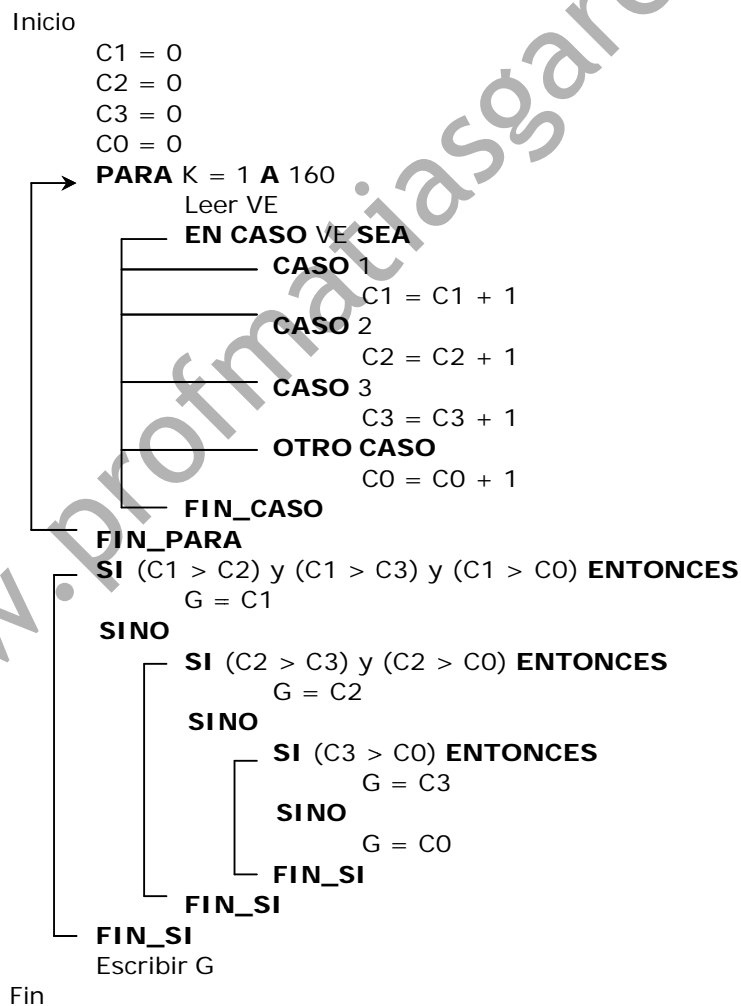 Inicio
C1 = 0
C2 = 0
C3 = 0
C0 = 0
PARA K = 1 A 160
Leer VE
EN CASO VE SEA
CASO 1
C1 = C1 + 1
CASO 2
C2 = C2 + 1
CASO 3
C3 = C3 + 1
OTRO CASO
C0 = C0 + 1
FIN_CASO
FIN_PARA
SI (C1 > C2) y (C1 > C3) y (C1 > C0) ENTONCES
G = C1
SINO
SI (C2 > C3) y (C2 > C0) ENTONCES
G = C2
SINO
SI (C3 > C0) ENTONCES
G = C3
SINO
G = C0
FIN_SI
FIN_SI
FIN_SI
Escribir G
Fin